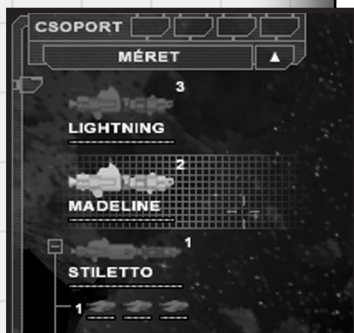 CSOPORT
MÉRET ▲
3
LIGHTNING
2
MADELINE
1
STILETTO
1